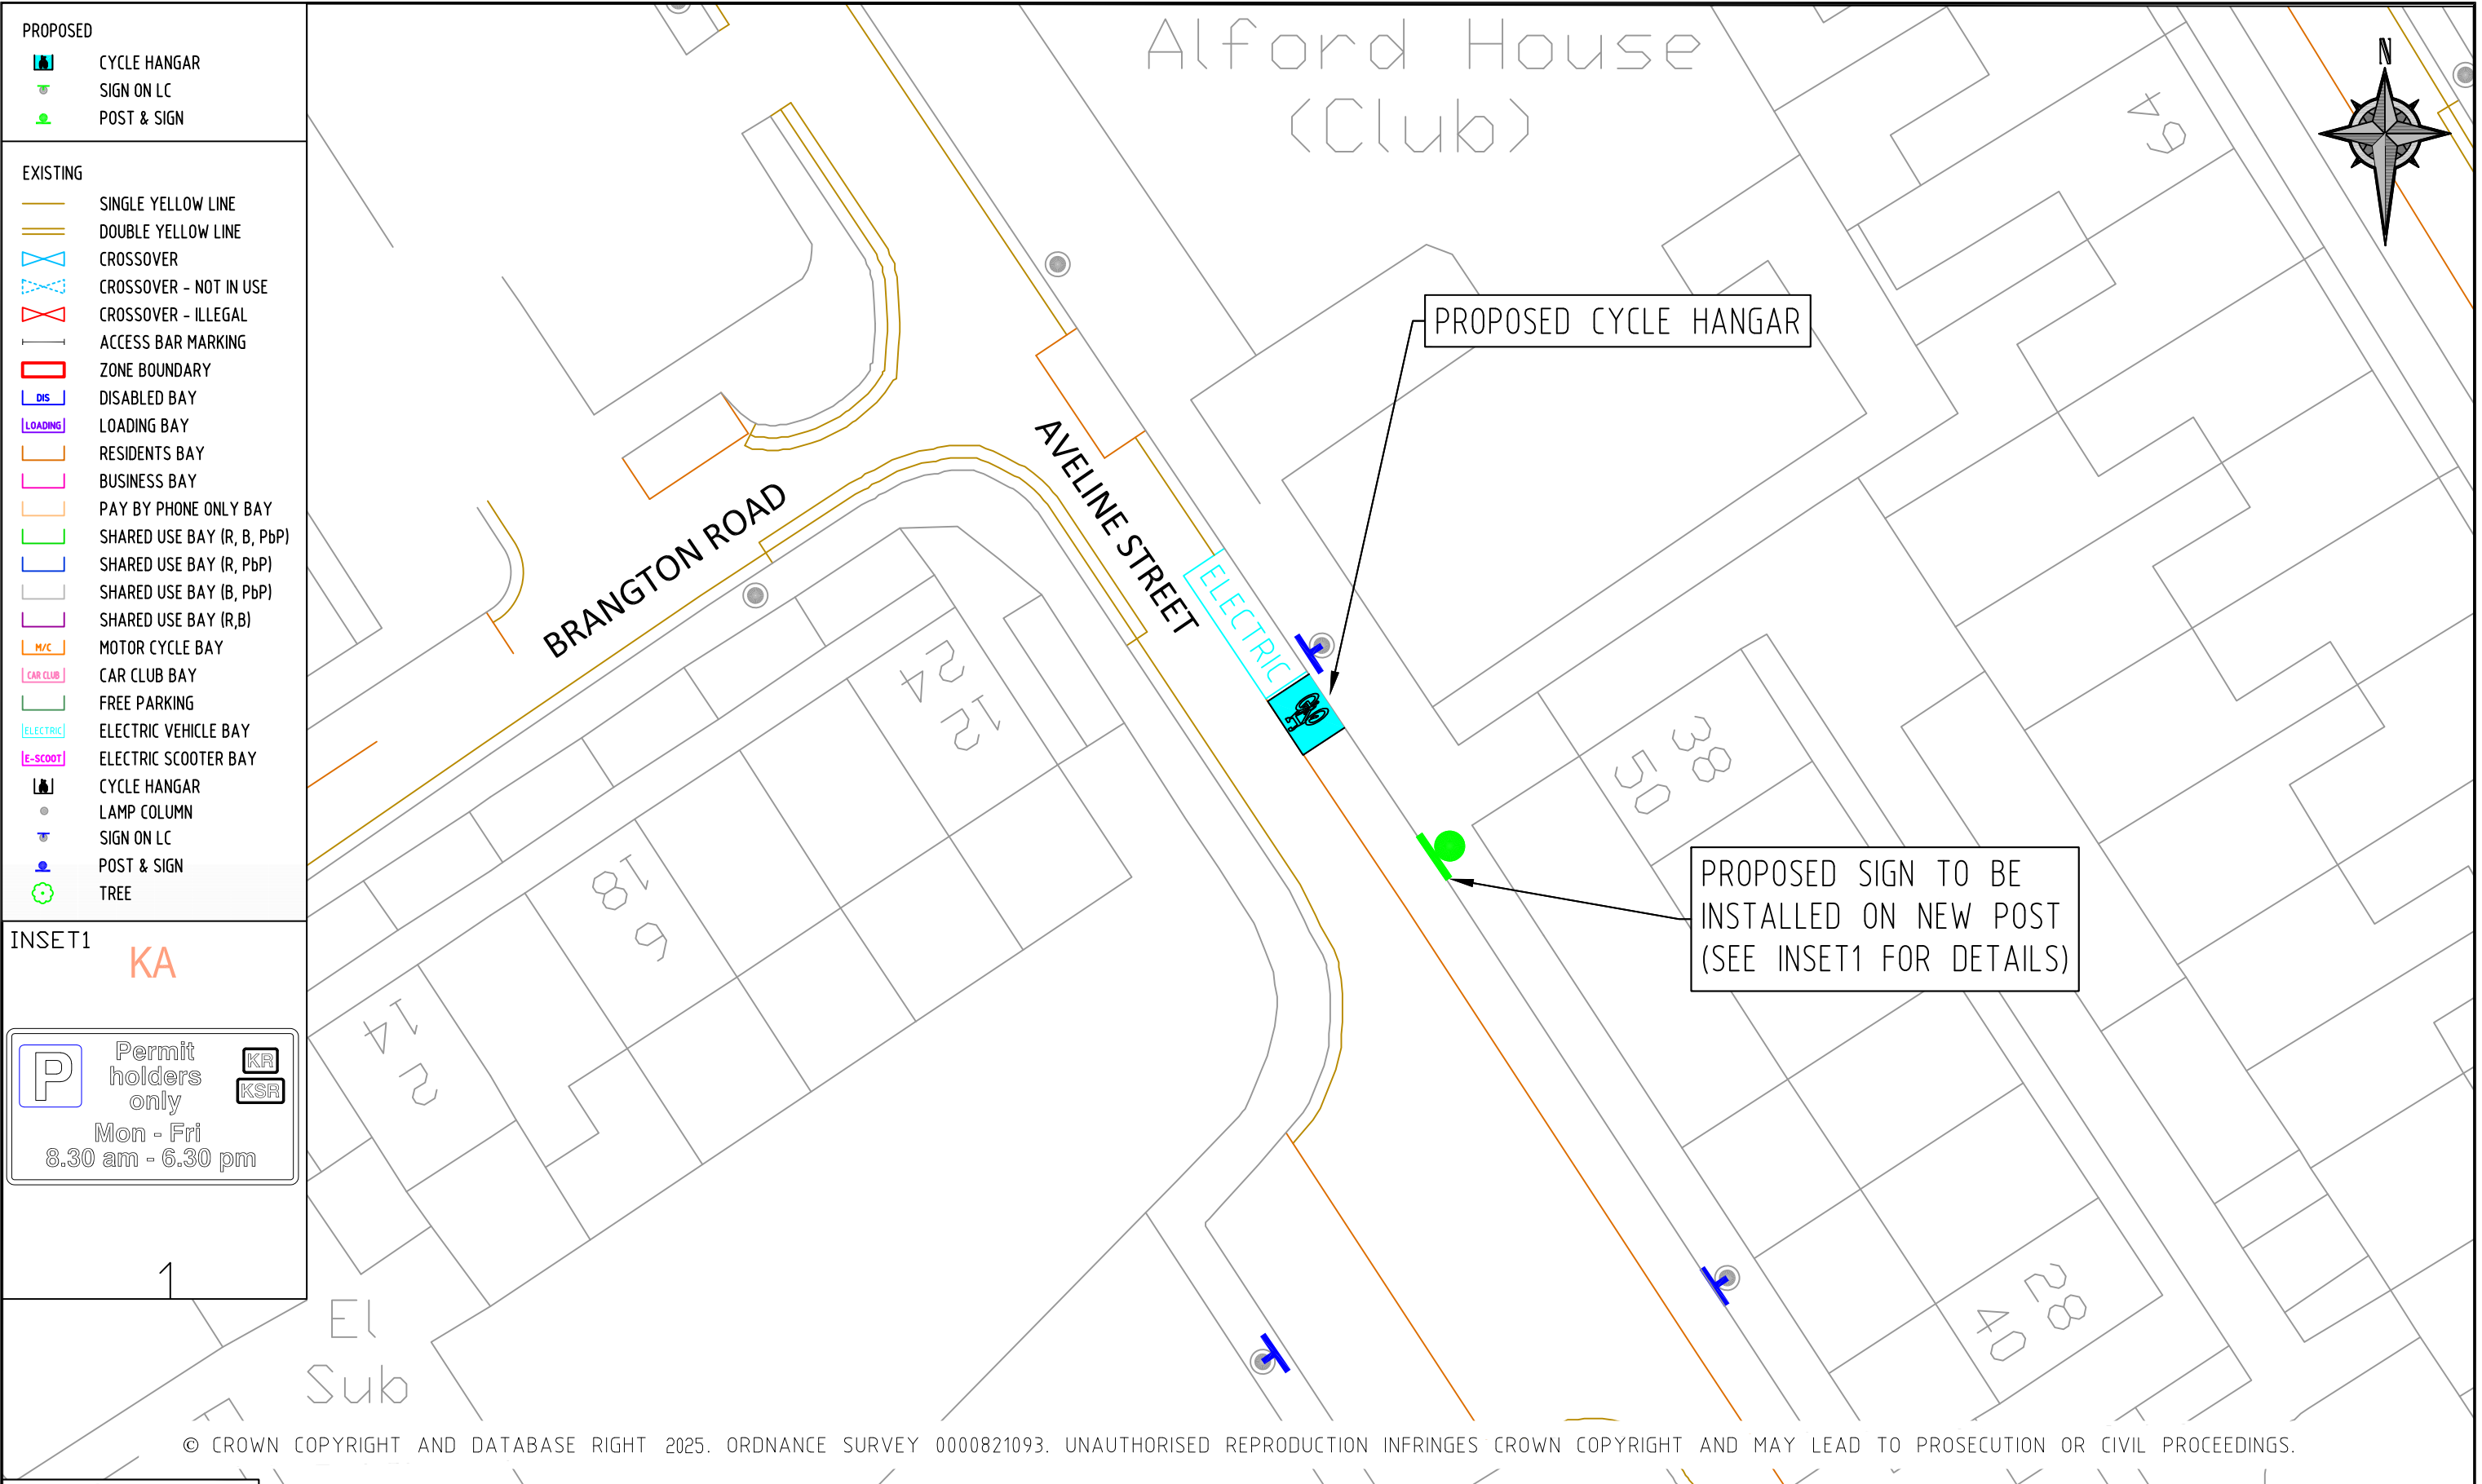 PROPOSED
CYCLE HANGAR
SIGN ON LC
POST & SIGN
EXISTING
SINGLE YELLOW LINE
DOUBLE YELLOW LINE
CROSSOVER
CROSSOVER - NOT IN USE
CROSSOVER - ILLEGAL
ACCESS BAR MARKING
ZONE BOUNDARY
DIS DISABLED BAY
LOADING LOADING BAY
RESIDENTS BAY
BUSINESS BAY
PAY BY PHONE ONLY BAY
SHARED USE BAY (R, B, PbP)
SHARED USE BAY (R, PbP)
SHARED USE BAY (B, PbP)
SHARED USE BAY (R,B)
M/C MOTOR CYCLE BAY
CAR CLUB CAR CLUB BAY
FREE PARKING
ELECTRIC ELECTRIC VEHICLE BAY
E-SCOOT ELECTRIC SCOOTER BAY
CYCLE HANGAR
LAMP COLUMN
SIGN ON LC
POST & SIGN
TREE
INSET1
KA
P
Permit
holders
only
KR
KSR
Mon - Fri
8.30 am - 6.30 pm
1
Alford House
(Club)
N
49
PROPOSED CYCLE HANGAR
AVELINE STREET
BRANGTON ROAD
ELECTRIC
24
12
18
6
14
2
38
50
PROPOSED SIGN TO BE
INSTALLED ON NEW POST
(SEE INSET1 FOR DETAILS)
28
40
El
Sub
© CROWN COPYRIGHT AND DATABASE RIGHT 2025. ORDNANCE SURVEY 0000821093. UNAUTHORISED REPRODUCTION INFRINGES CROWN COPYRIGHT AND MAY LEAD TO PROSECUTION OR CIVIL PROCEEDINGS.